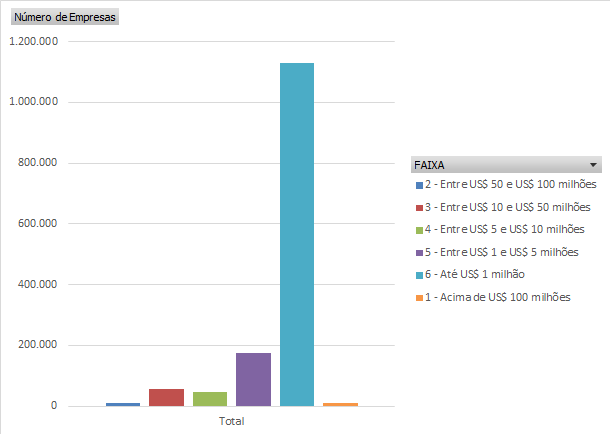 Número de Empresas
1.200.000
1.000.000
800.000
600.000
400.000
200.000
0
Total
FAIXA
2 - Entre US$ 50 e US$ 100 milhões
3 - Entre US$ 10 e US$ 50 milhões
4 - Entre US$ 5 e US$ 10 milhões
5 - Entre US$ 1 e US$ 5 milhões
6 - Até US$ 1 milhão
1 - Acima de US$ 100 milhões